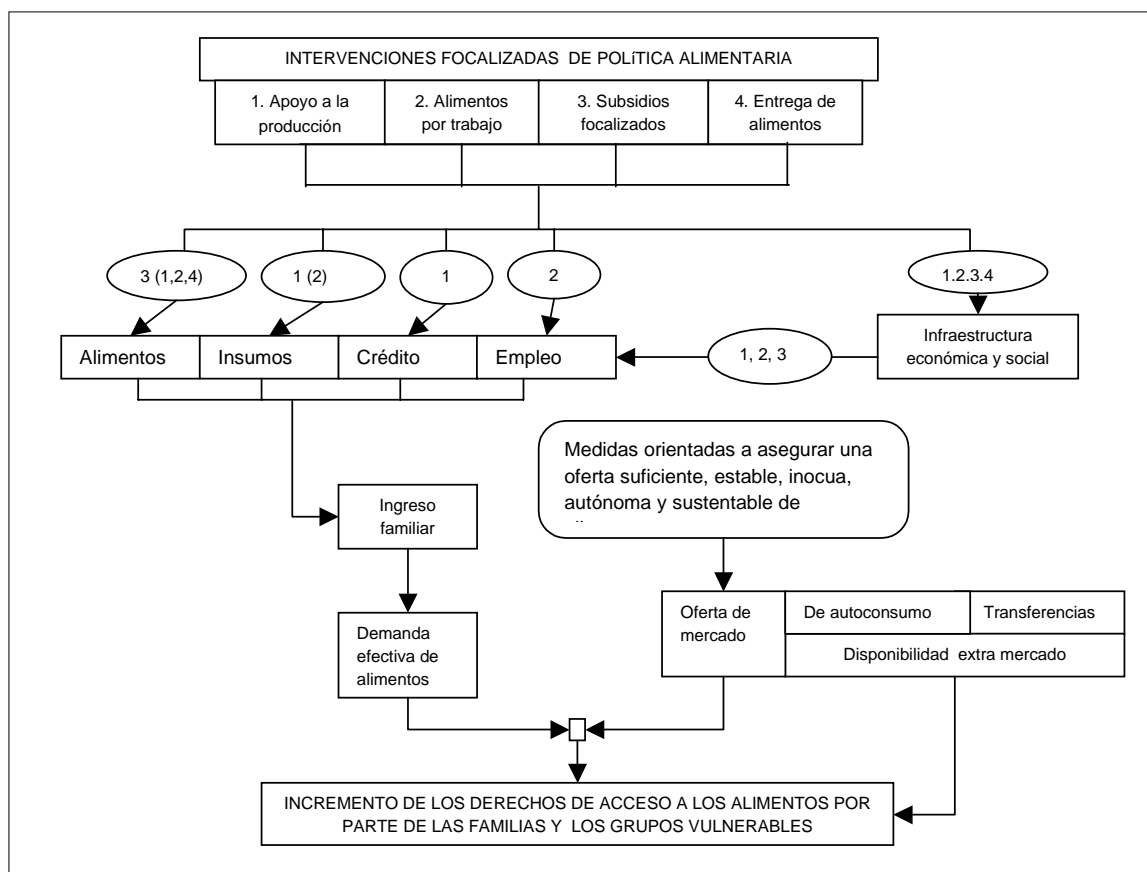 INTERVENCIONES FOCALIZADAS DE POLíTICA ALIMENTARIA
1. Apoyo a la
producción
2. Alimentos
por trabajo
3. Subsidios
focalizados
4. Entrega de
alimentos
3 (1,2,4)
1 (2)
1
2
1.2.3.4
Alimentos
Insumos
Crédito
Empleo
1, 2, 3
Infraestructura
económica y social
Medidas orientadas a asegurar una
oferta suficiente, estable, inocua,
autónoma y sustentable de
Ingreso
familiar
Demanda
efectiva de
alimentos
Oferta de
mercado
De autoconsumo
Transferencias
Disponibilidad extra mercado
INCREMENTO DE LOS DERECHOS DE ACCESO A LOS ALIMENTOS POR
PARTE DE LAS FAMILIAS Y LOS GRUPOS VULNERABLES